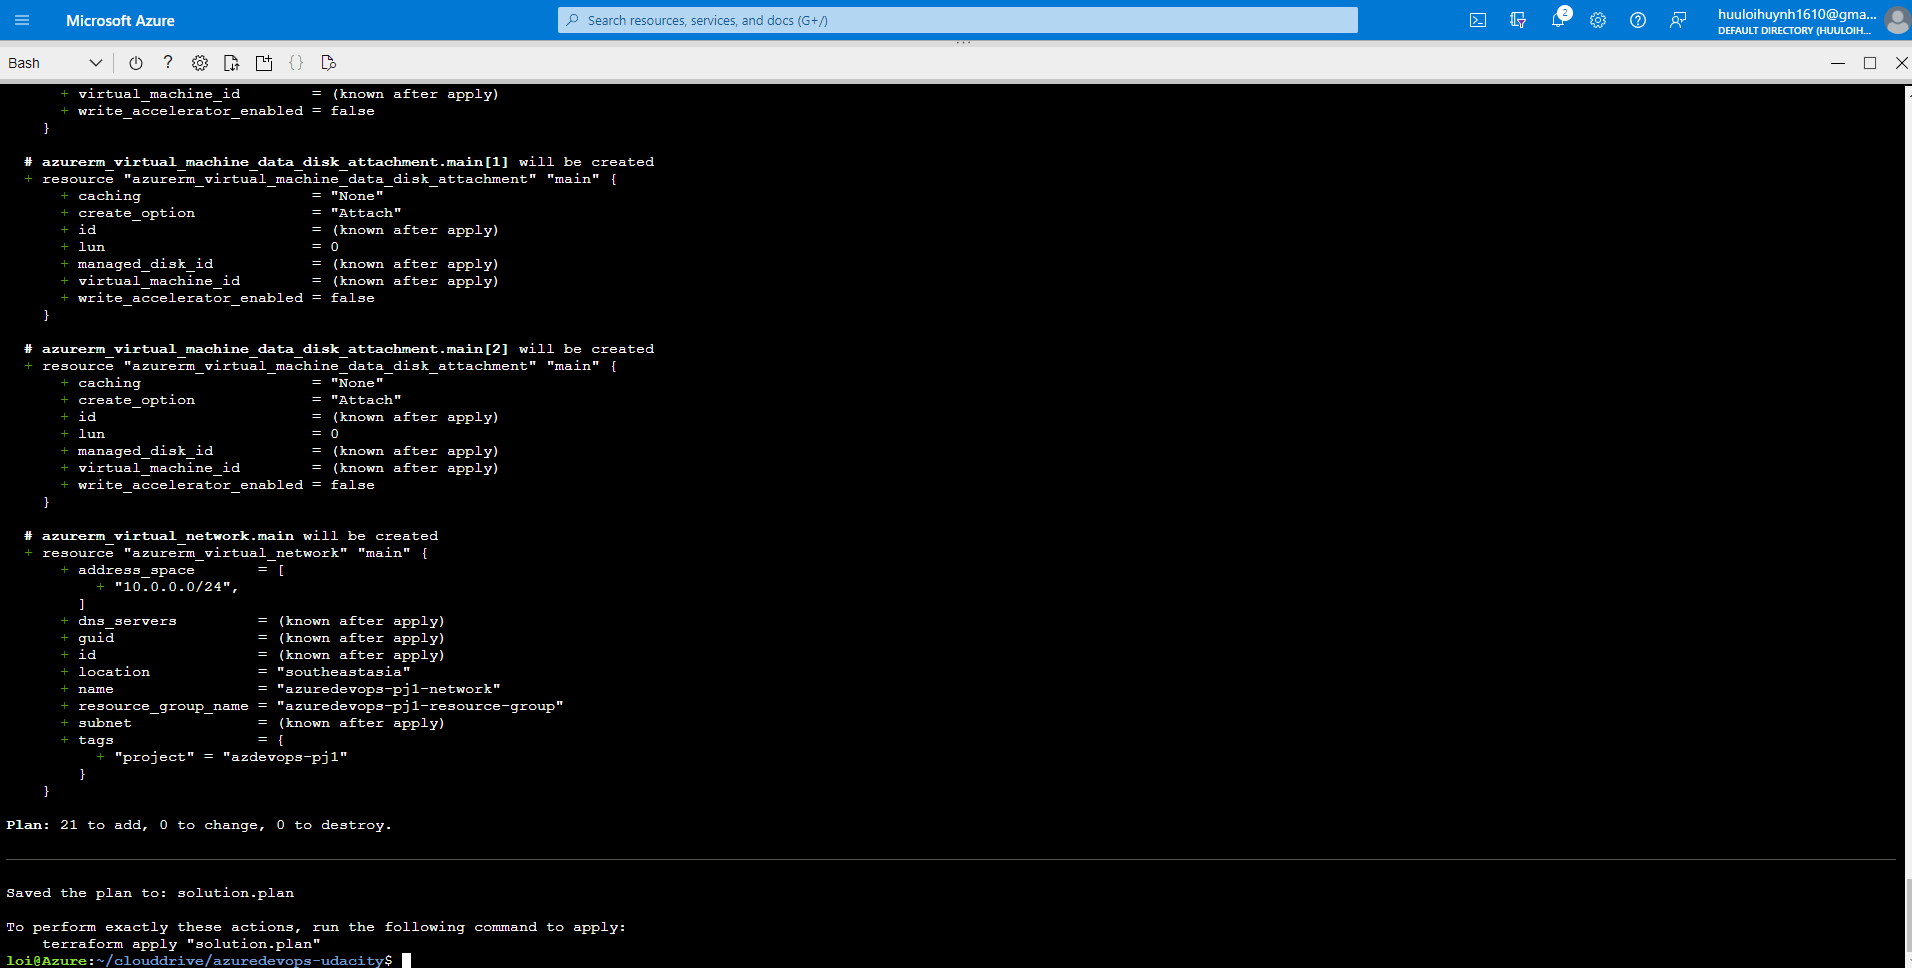 Microsoft Azure
Search resources, services, and docs (G+/)
2
huuloihuynh1610@gma...
DEFAULT DIRECTORY (HUULOIH...
Bash
+ virtual_machine_id        = (known after apply)
+ write_accelerator_enabled = false
}
# azurerm_virtual_machine_data_disk_attachment.main[1] will be created
+ resource "azurerm_virtual_machine_data_disk_attachment" "main" {
+ caching                   = "None"
+ create_option             = "Attach"
+ id                        = (known after apply)
+ lun                       = 0
+ managed_disk_id           = (known after apply)
+ virtual_machine_id        = (known after apply)
+ write_accelerator_enabled = false
}
# azurerm_virtual_machine_data_disk_attachment.main[2] will be created
+ resource "azurerm_virtual_machine_data_disk_attachment" "main" {
+ caching                   = "None"
+ create_option             = "Attach"
+ id                        = (known after apply)
+ lun                       = 0
+ managed_disk_id           = (known after apply)
+ virtual_machine_id        = (known after apply)
+ write_accelerator_enabled = false
}
# azurerm_virtual_network.main will be created
+ resource "azurerm_virtual_network" "main" {
+ address_space       = [
+ "10.0.0.0/24",
]
+ dns_servers         = (known after apply)
+ guid                = (known after apply)
+ id                  = (known after apply)
+ location            = "southeastasia"
+ name                = "azuredevops-pj1-network"
+ resource_group_name = "azuredevops-pj1-resource-group"
+ subnet              = (known after apply)
+ tags                = {
+ "project" = "azdevops-pj1"
}
}
Plan: 21 to add, 0 to change, 0 to destroy.
Saved the plan to: solution.plan
To perform exactly these actions, run the following command to apply:
terraform apply "solution.plan"
loi@Azure:~/clouddrive/azuredevops-udacity$